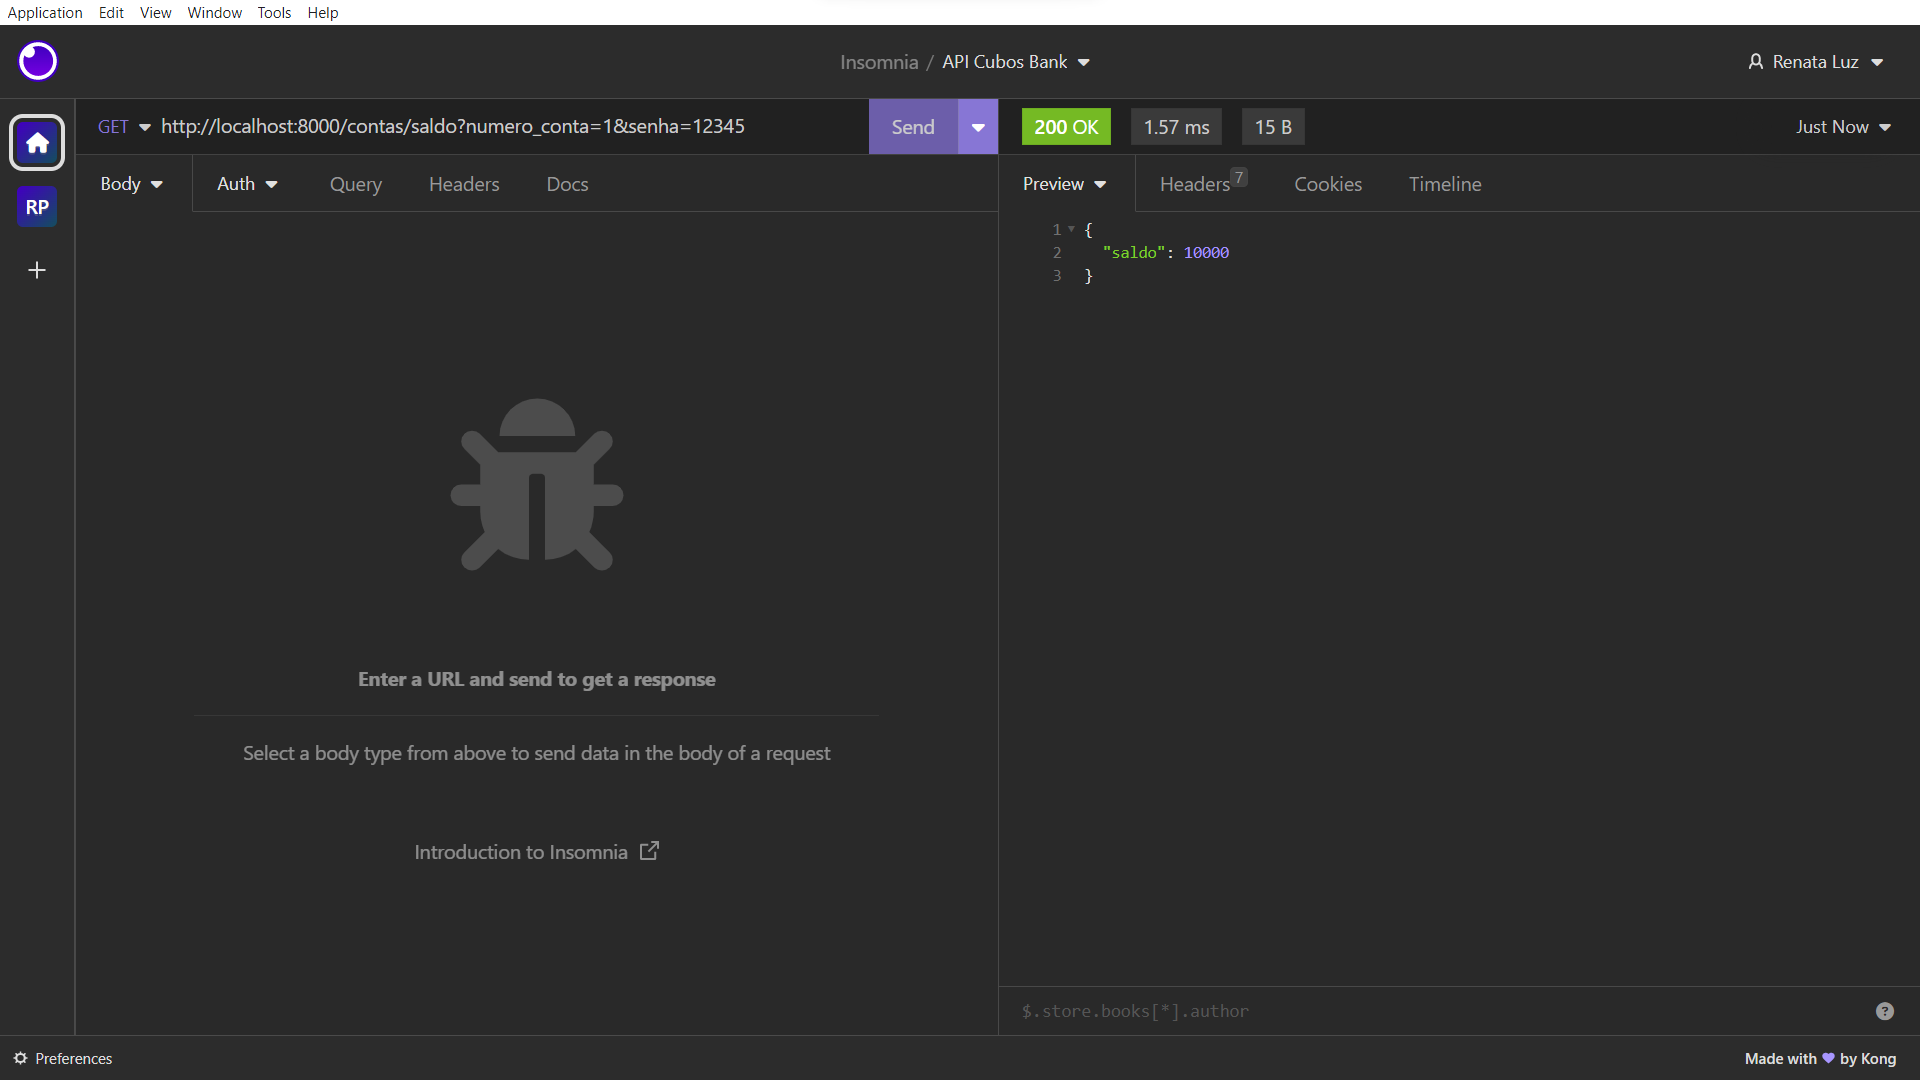 Application Edit View Window Tools Help
Insomnia / API Cubos Bank
Renata Luz
RP
GET http://localhost:8000/contas/saldo?numero_conta=1&senha=12345
Send
200 OK 1.57 ms 15 B
Just Now
Body Auth Query Headers Docs
Preview Headers 7 Cookies Timeline
1 {
2 "saldo": 10000
3 }
Enter a URL and send to get a response
Select a body type from above to send data in the body of a request
Introduction to Insomnia
$.store.books[*].author
?
Preferences
Made with ♥ by Kong